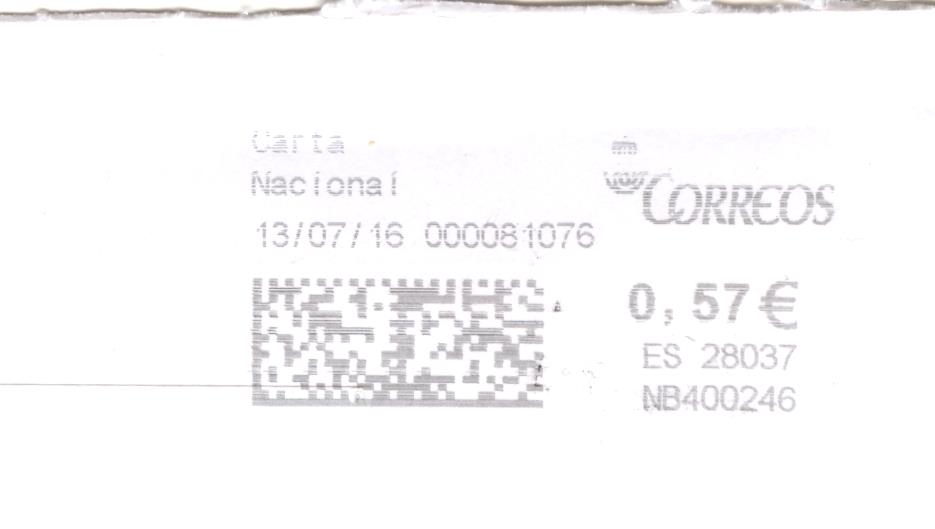 Carta
Nacional
13/07/16 000081076
CORREOS
0,57€
ES 28037
NB400246